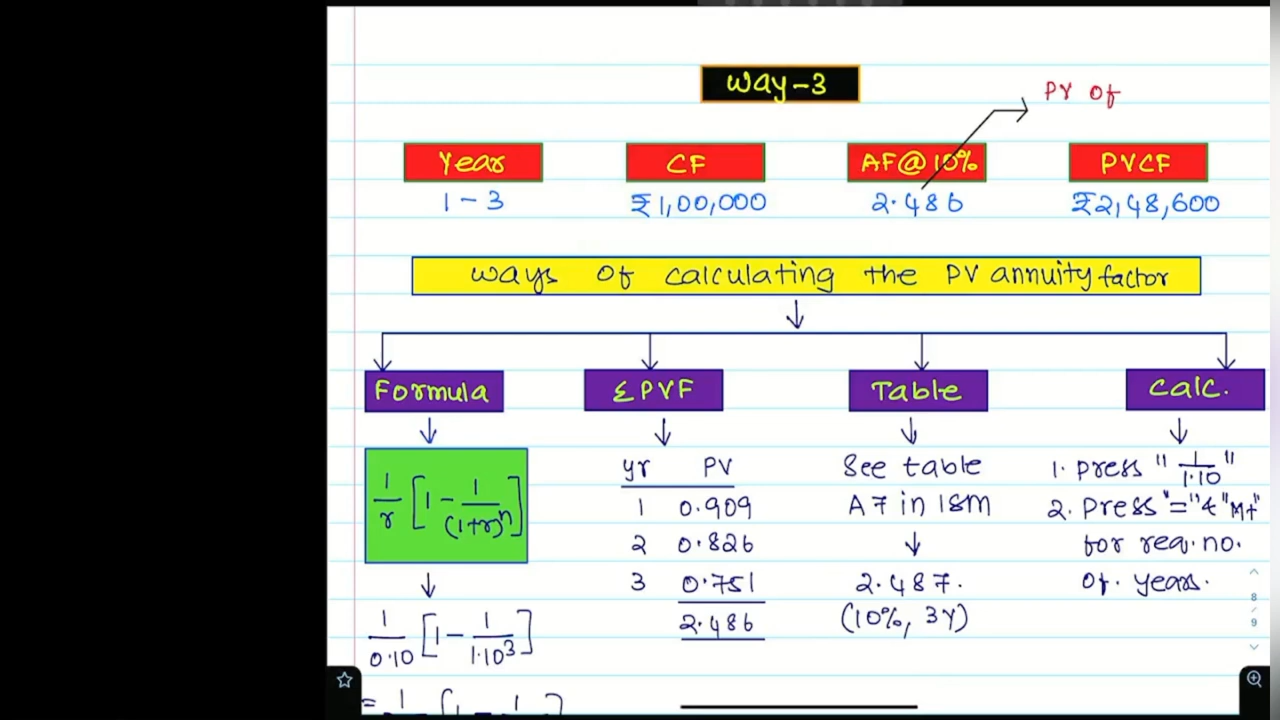 Way-3
PV of
Year CF AF@10% PVCF
1-3 ₹1,00,000 2.486 ₹2,48,600
Ways of calculating the PV annuity factor
Formula ΣPVF Table Calc.
1/r [1 - 1/(1+r)^n]
1/0.10 [1 - 1/1.10^3]
yr PV
1 0.909
2 0.826
3 0.751
2.486
See table
A7 in ISM
2.487.
(10%, 3Y)
1. Press "1/1.10"
2. Press "=" & "M+"
for req. no.
of. years.
8
/
9